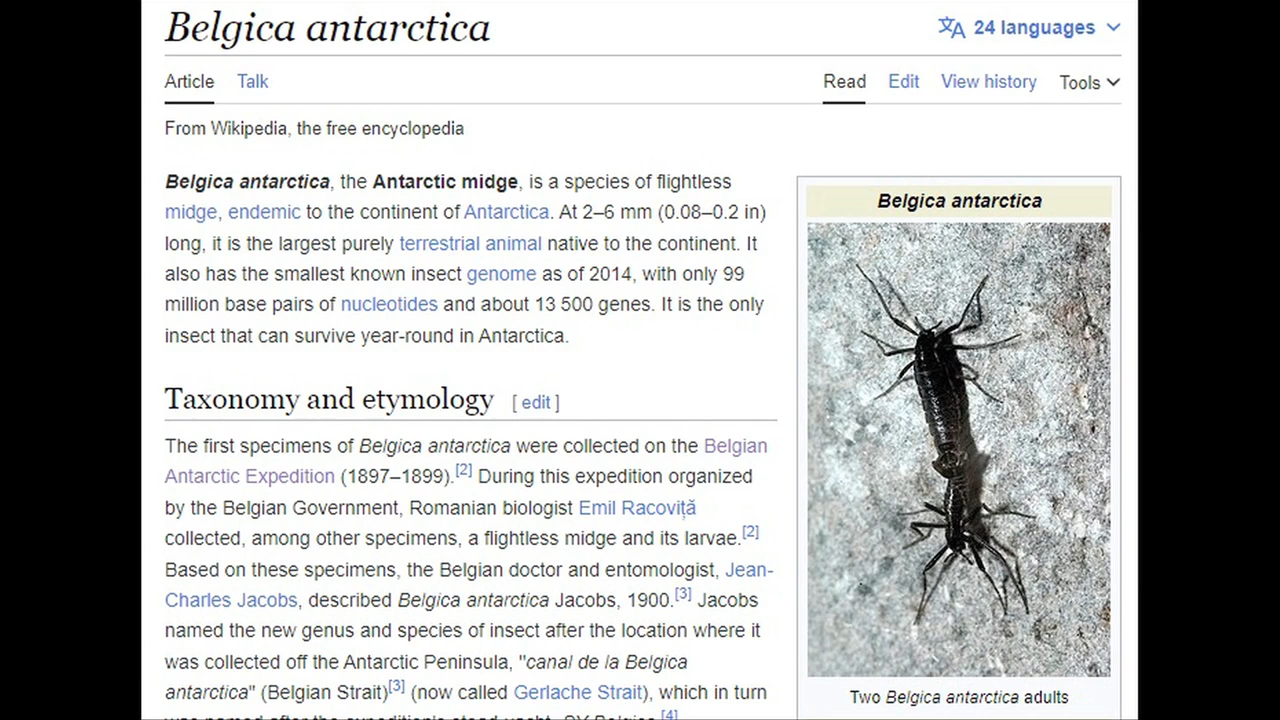 Belgica antarctica
24 languages
Article Talk Read Edit View history Tools
From Wikipedia, the free encyclopedia
Belgica antarctica, the Antarctic midge, is a species of flightless
midge, endemic to the continent of Antarctica. At 2–6 mm (0.08–0.2 in)
long, it is the largest purely terrestrial animal native to the continent. It
also has the smallest known insect genome as of 2014, with only 99
million base pairs of nucleotides and about 13 500 genes. It is the only
insect that can survive year-round in Antarctica.
Taxonomy and etymology [ edit ]
The first specimens of Belgica antarctica were collected on the Belgian
Antarctic Expedition (1897–1899).[2] During this expedition organized
by the Belgian Government, Romanian biologist Emil Racoviță
collected, among other specimens, a flightless midge and its larvae.[2]
Based on these specimens, the Belgian doctor and entomologist, Jean-
Charles Jacobs, described Belgica antarctica Jacobs, 1900.[3] Jacobs
named the new genus and species of insect after the location where it
was collected off the Antarctic Peninsula, "canal de la Belgica
antarctica" (Belgian Strait)[3] (now called Gerlache Strait), which in turn
was named after the expedition's stead yacht, SY Belgica.[4]
Belgica antarctica
Two Belgica antarctica adults